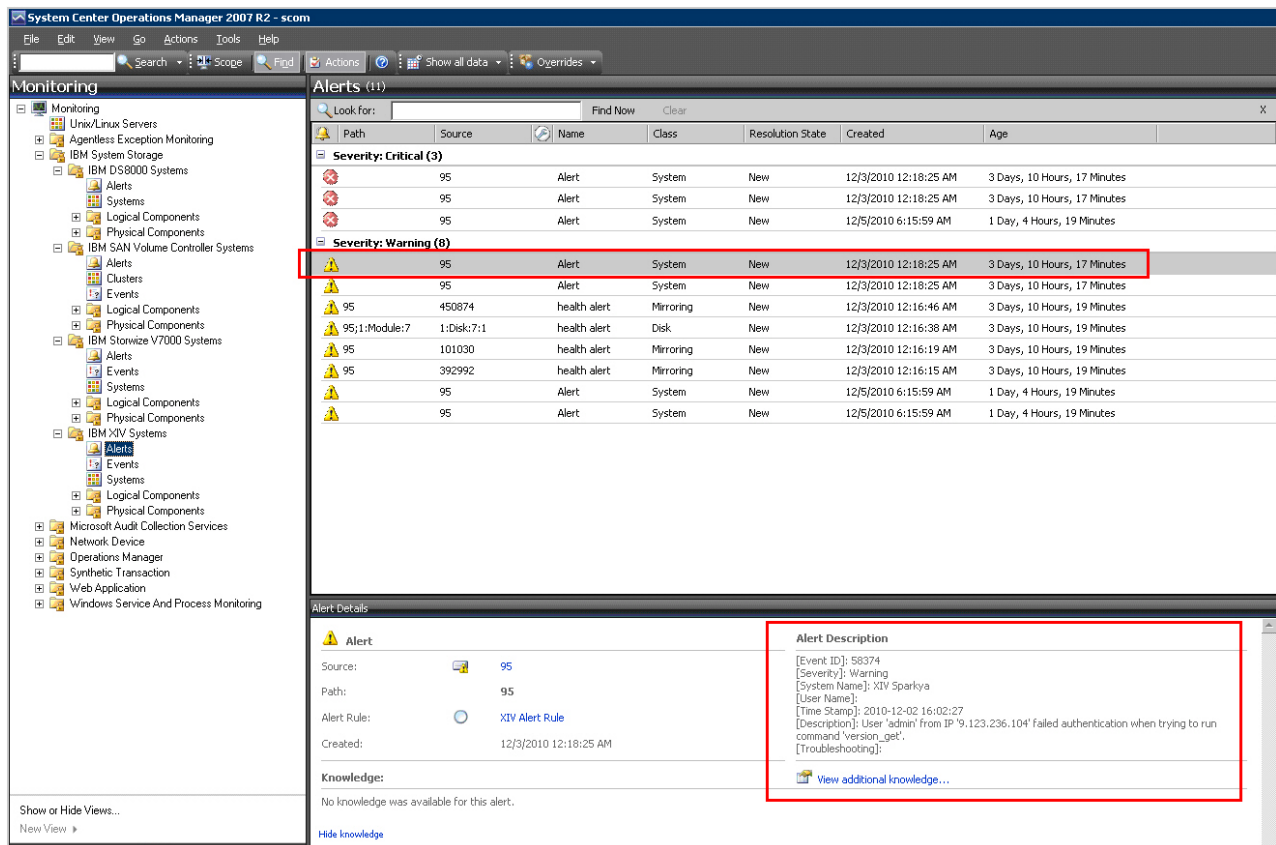 System Center Operations Manager 2007 R2 - scom
File Edit View Go Actions Tools Help
Search Scope Find Actions Show all data Overrides
Monitoring
Monitoring
Unix/Linux Servers
Agentless Exception Monitoring
IBM System Storage
IBM DS8000 Systems
Alerts
Systems
Logical Components
Physical Components
IBM SAN Volume Controller Systems
Alerts
Clusters
Events
Logical Components
Physical Components
IBM Storwize V7000 Systems
Alerts
Events
Systems
Logical Components
Physical Components
IBM XIV Systems
Alerts
Events
Systems
Logical Components
Physical Components
Microsoft Audit Collection Services
Network Device
Operations Manager
Synthetic Transaction
Web Application
Windows Service And Process Monitoring
Show or Hide Views...
New View
Alerts (11)
Look for: Find Now Clear X
Path Source Name Class Resolution State Created Age
Severity: Critical (3)
95 Alert System New 12/3/2010 12:18:25 AM 3 Days, 10 Hours, 17 Minutes
95 Alert System New 12/3/2010 12:18:25 AM 3 Days, 10 Hours, 17 Minutes
95 Alert System New 12/5/2010 6:15:59 AM 1 Day, 4 Hours, 19 Minutes
Severity: Warning (8)
95 Alert System New 12/3/2010 12:18:25 AM 3 Days, 10 Hours, 17 Minutes
95 Alert System New 12/3/2010 12:18:25 AM 3 Days, 10 Hours, 17 Minutes
95 450874 health alert Mirroring New 12/3/2010 12:16:46 AM 3 Days, 10 Hours, 19 Minutes
95;1:Module:7 1:Disk:7:1 health alert Disk New 12/3/2010 12:16:38 AM 3 Days, 10 Hours, 19 Minutes
95 101030 health alert Mirroring New 12/3/2010 12:16:19 AM 3 Days, 10 Hours, 19 Minutes
95 392992 health alert Mirroring New 12/3/2010 12:16:15 AM 3 Days, 10 Hours, 19 Minutes
95 Alert System New 12/5/2010 6:15:59 AM 1 Day, 4 Hours, 19 Minutes
95 Alert System New 12/5/2010 6:15:59 AM 1 Day, 4 Hours, 19 Minutes
Alert Details
Alert
Source: 95
Path: 95
Alert Rule: XIV Alert Rule
Created: 12/3/2010 12:18:25 AM
Knowledge:
No knowledge was available for this alert.
Hide knowledge
Alert Description
[Event ID]: 58374
[Severity]: Warning
[System Name]: XIV Sparkya
[User Name]:
[Time Stamp]: 2010-12-02 16:02:27
[Description]: User 'admin' from IP '9.123.236.104' failed authentication when trying to run
command 'version_get'.
[Troubleshooting]:
View additional knowledge...